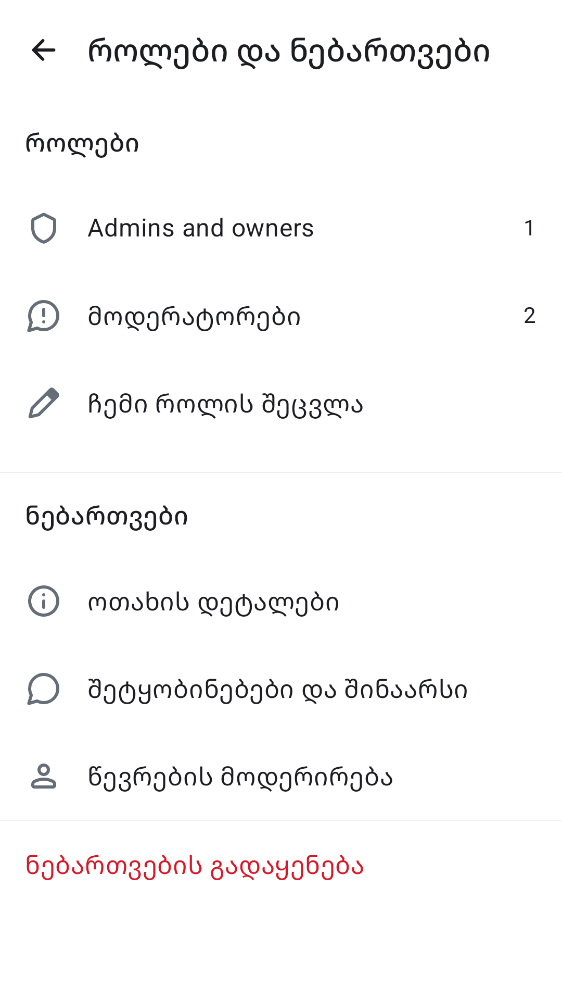 როლები და ნებართვები
როლები
Admins and owners 1
მოდერატორები 2
ჩემი როლის შეცვლა
ნებართვები
ოთახის დეტალები
შეტყობინებები და შინაარსი
წევრების მოდერირება
ნებართვების გადაყენება